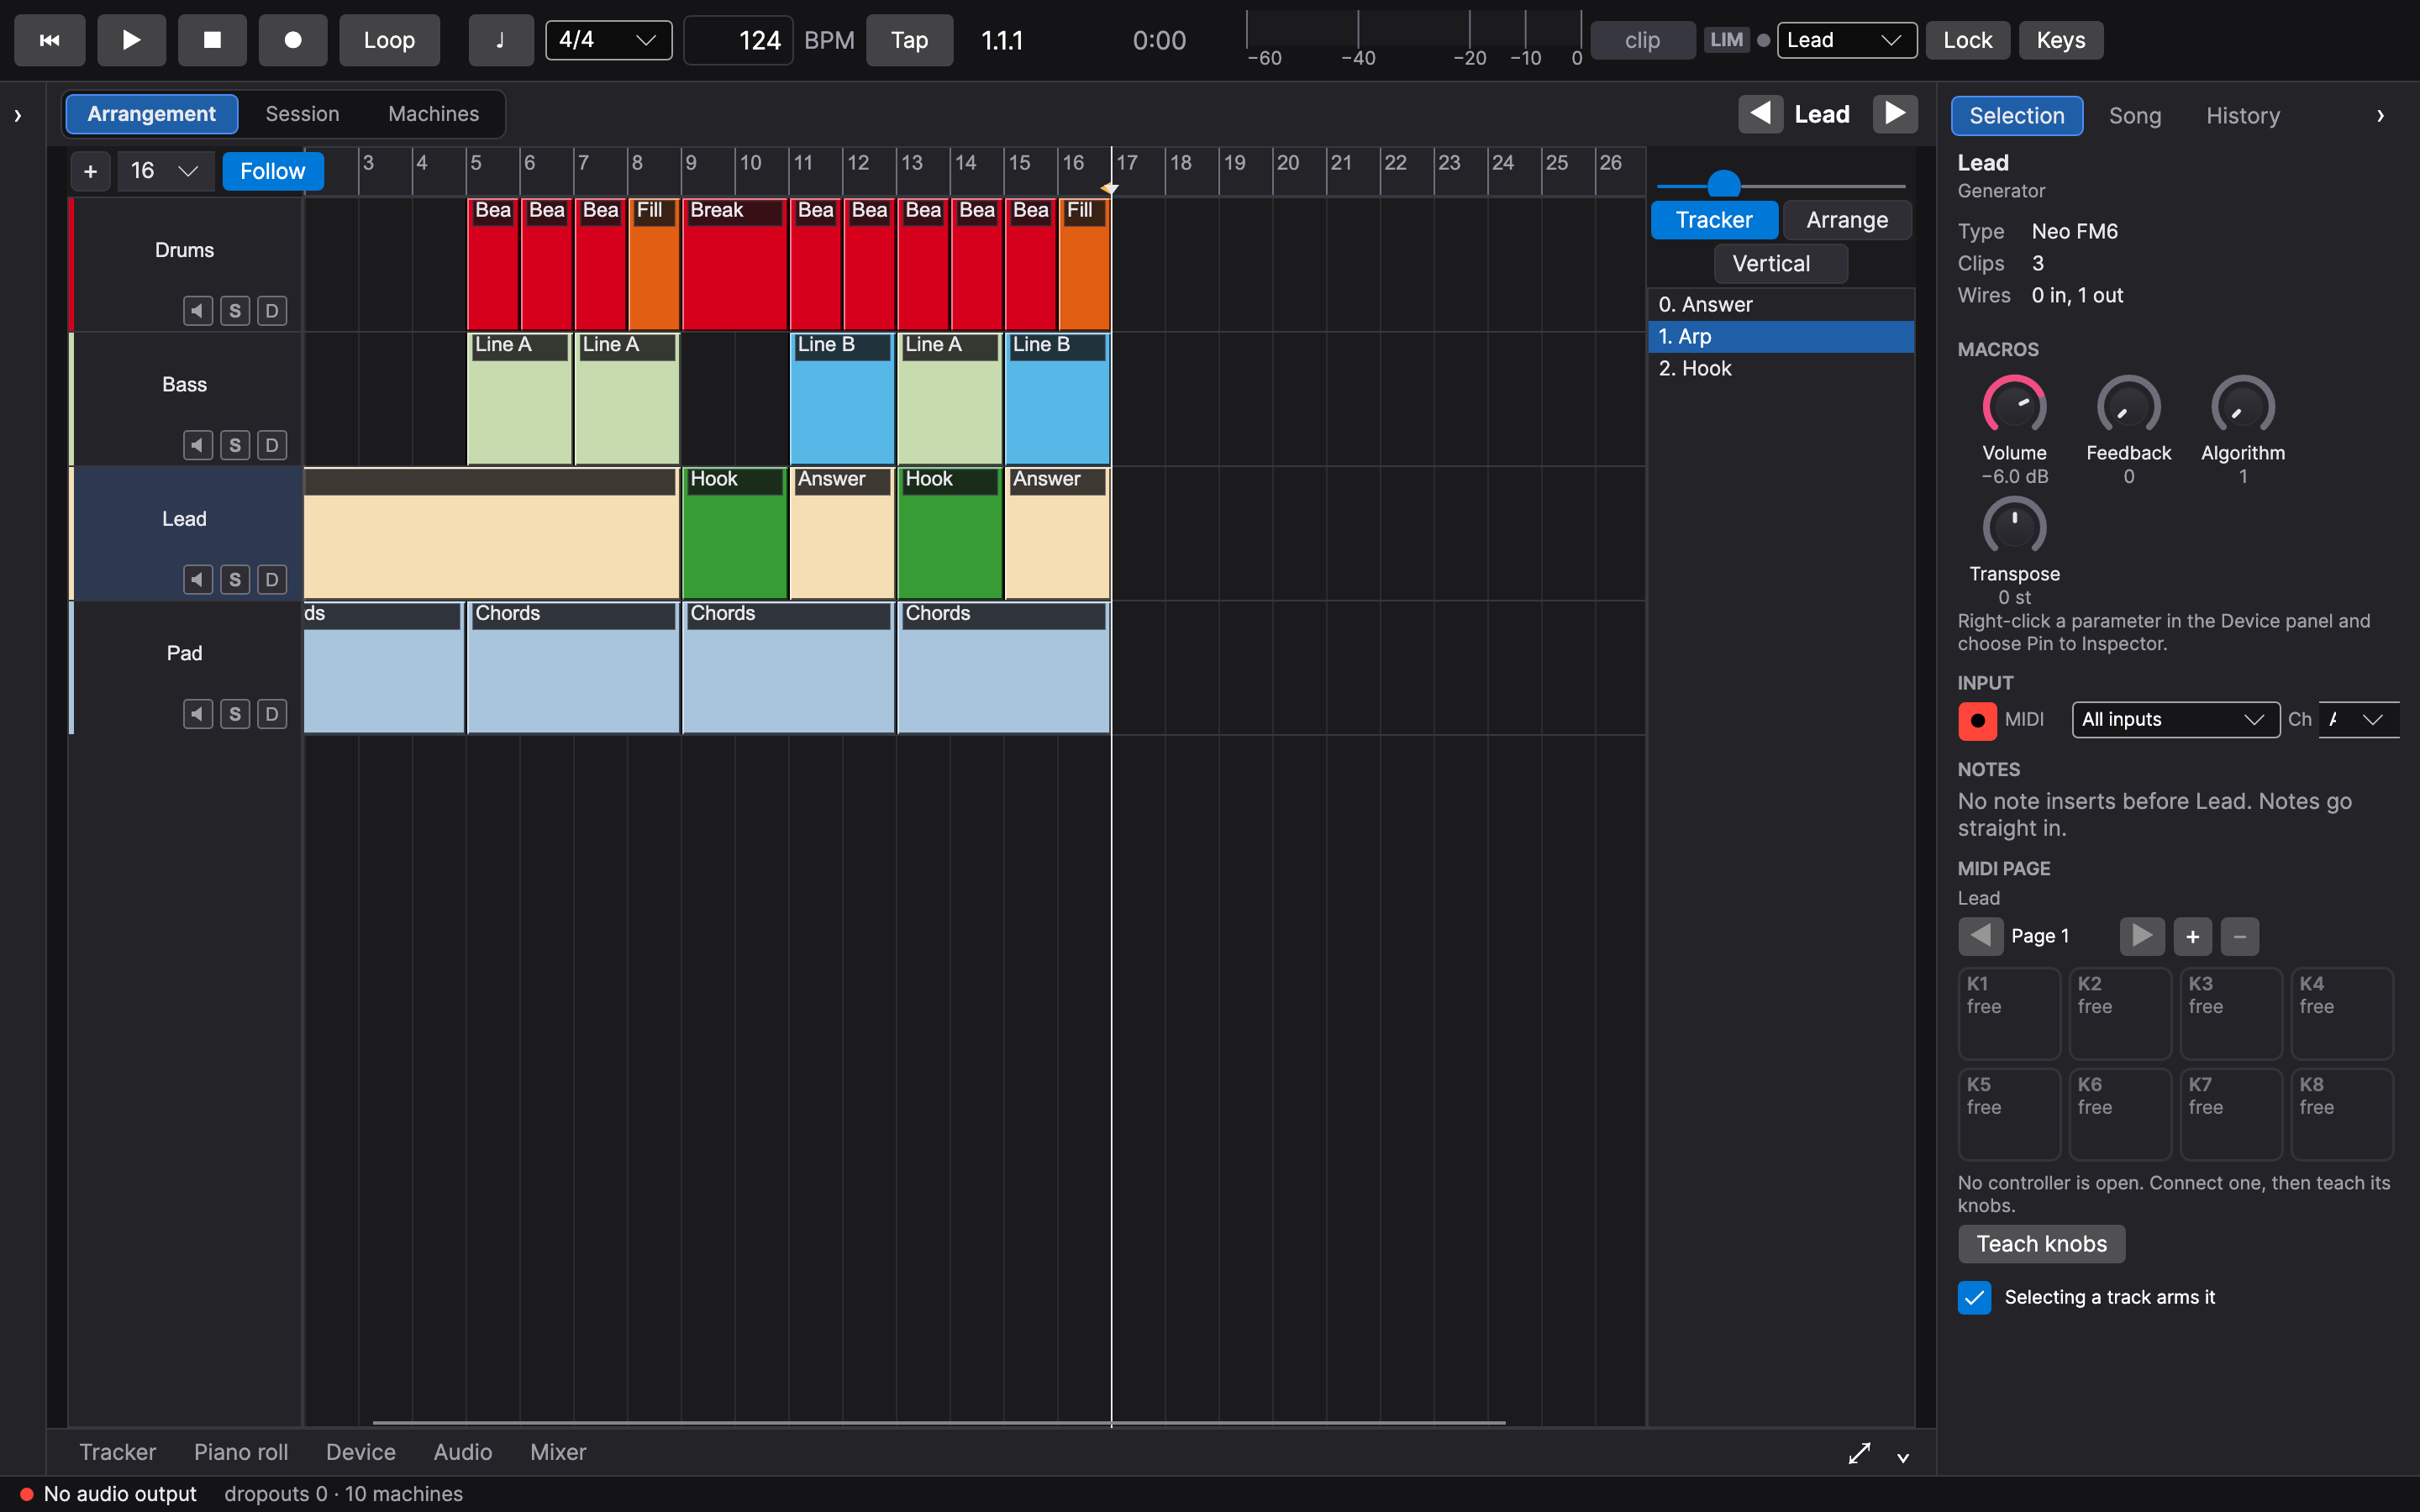 Loop 4/4 124 BPM Tap 1.1.1 0:00 -60 -40 -20 -10 0 clip LIM Lead Lock Keys
Arrangement Session Machines Lead Selection Song History
+ 16 Follow 3 4 5 6 7 8 9 10 11 12 13 14 15 16 17 18 19 20 21 22 23 24 25 26
Drums S D
Bea Bea Bea Fill Break Bea Bea Bea Bea Bea Fill
Bass S D
Line A Line A Line B Line A Line B
Lead S D
Hook Answer Hook Answer
Pad S D
ds Chords Chords Chords
Tracker Arrange
Vertical
0. Answer
1. Arp
2. Hook
Lead
Generator
Type Neo FM6
Clips 3
Wires 0 in, 1 out
MACROS
Volume Feedback Algorithm
−6.0 dB 0 1
Transpose
0 st
Right-click a parameter in the Device panel and
choose Pin to Inspector.
INPUT
MIDI All inputs Ch
NOTES
No note inserts before Lead. Notes go
straight in.
MIDI PAGE
Lead
Page 1 + −
K1 K2 K3 K4
free free free free
K5 K6 K7 K8
free free free free
No controller is open. Connect one, then teach its
knobs.
Teach knobs
Selecting a track arms it
Tracker Piano roll Device Audio Mixer
No audio output dropouts 0 · 10 machines